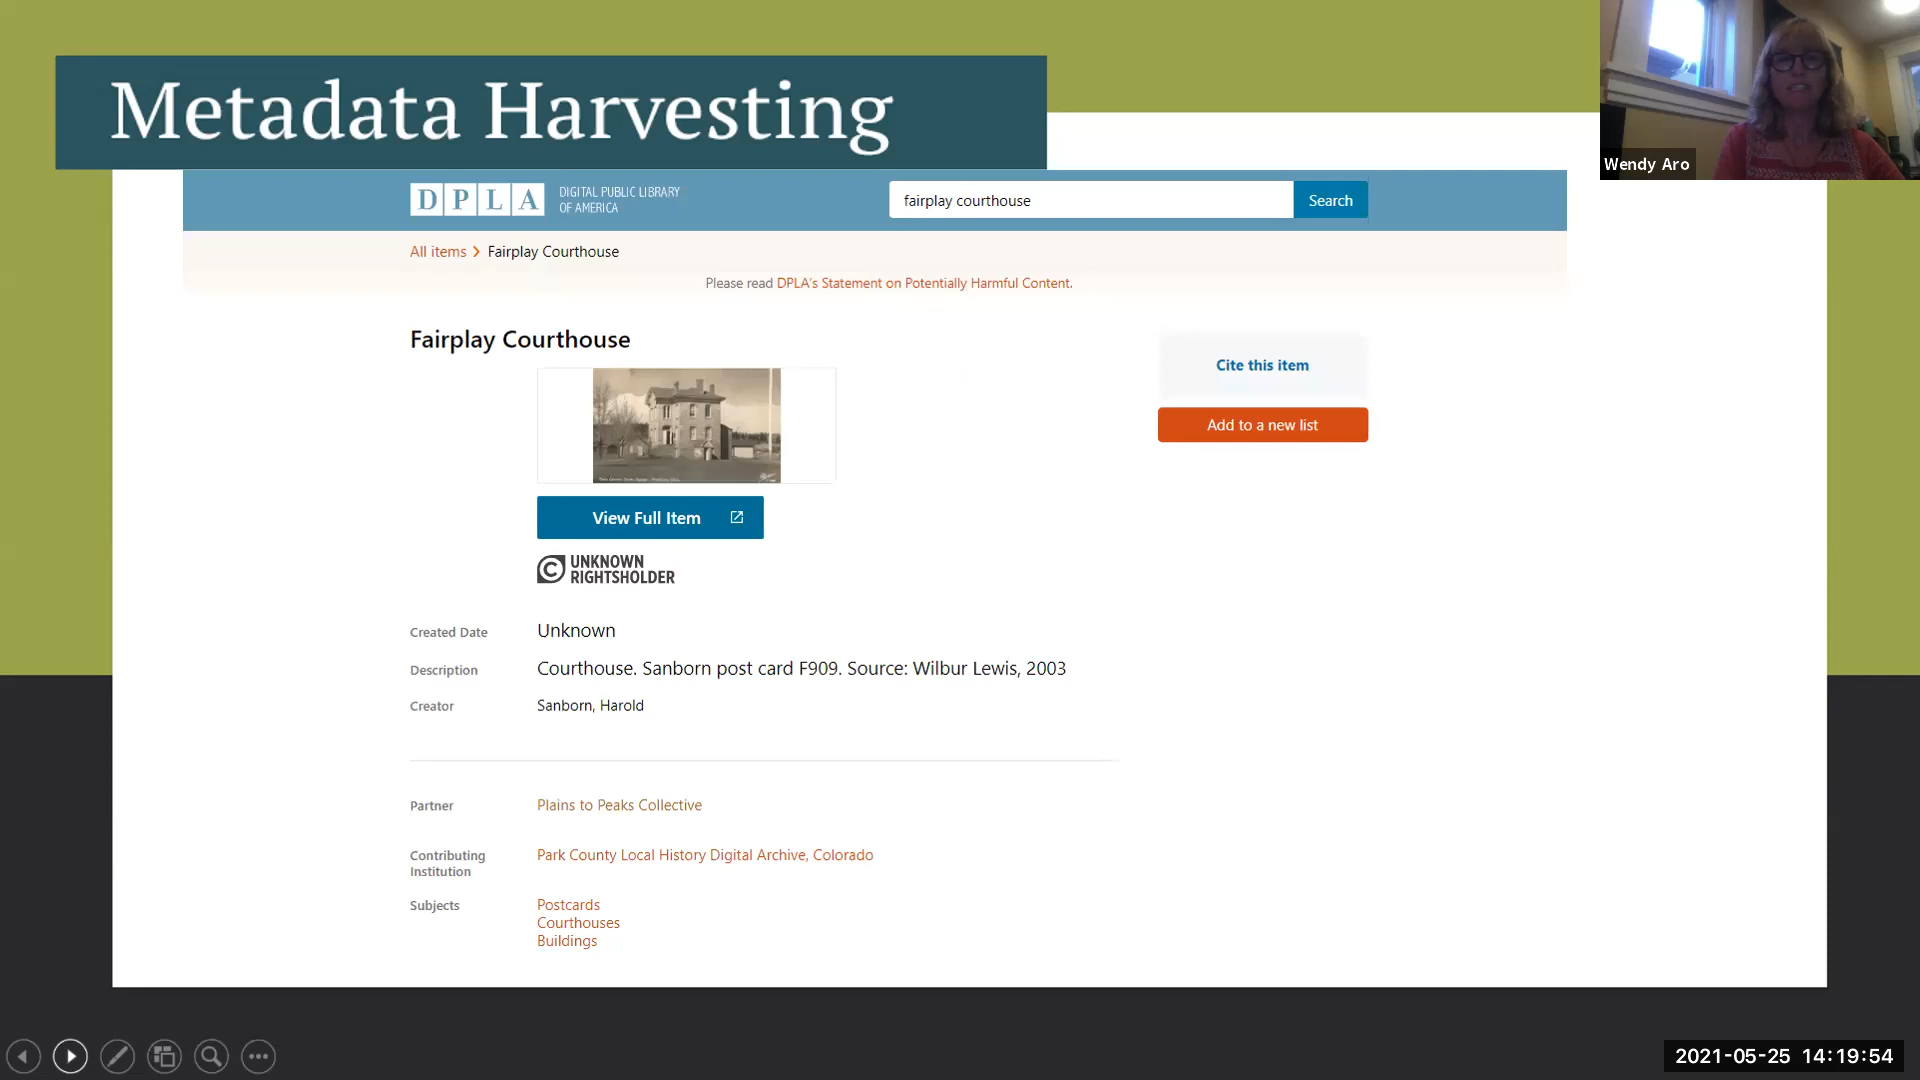 Metadata Harvesting
Wendy Aro
DPLA
DIGITAL PUBLIC LIBRARY
OF AMERICA
fairplay courthouse
Search
All items > Fairplay Courthouse
Please read DPLA's Statement on Potentially Harmful Content.
Fairplay Courthouse
Cite this item
Add to a new list
View Full Item
UNKNOWN
RIGHTSHOLDER
Created Date Unknown
Description Courthouse. Sanborn post card F909. Source: Wilbur Lewis, 2003
Creator Sanborn, Harold
Partner Plains to Peaks Collective
Contributing
Institution
Park County Local History Digital Archive, Colorado
Subjects Postcards
Courthouses
Buildings
2021-05-25 14:19:54